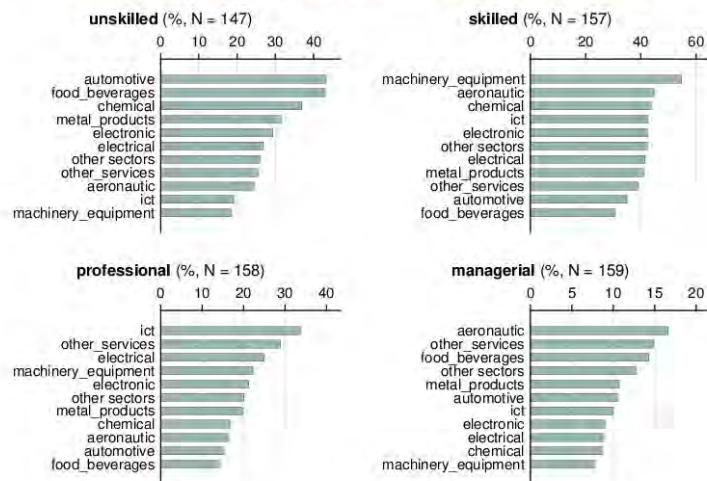 unskilled (%, N = 147)
0 10 20 30 40
automotive
food_beverages
chemical
metal_products
electronic
electrical
other sectors
other_services
aeronautic
ict
machinery_equipment
skilled (%, N = 157)
0 10 20 30 40 50 60
machinery_equipment
aeronautic
chemical
ict
electronic
other sectors
electrical
metal_products
other_services
automotive
food_beverages
professional (%, N = 158)
0 10 20 30 40
ict
other_services
electrical
machinery_equipment
electronic
other sectors
metal_products
chemical
aeronautic
automotive
food_beverages
managerial (%, N = 159)
0 5 10 15 20
aeronautic
other_services
food_beverages
other sectors
metal_products
automotive
ict
electronic
electrical
chemical
machinery_equipment